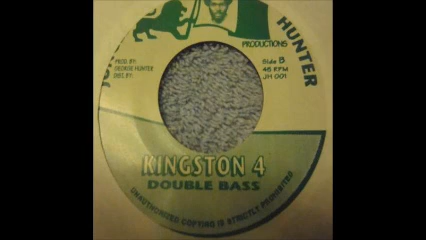 HUNTER
PRODUCTIONS
PROD. BY:
GEORGE HUNTER
DIST. BY:
Side B
45 RPM
JH 001
KINGSTON 4
DOUBLE BASS
UNAUTHORIZED COPYING IS STRICTLY PROHIBITED